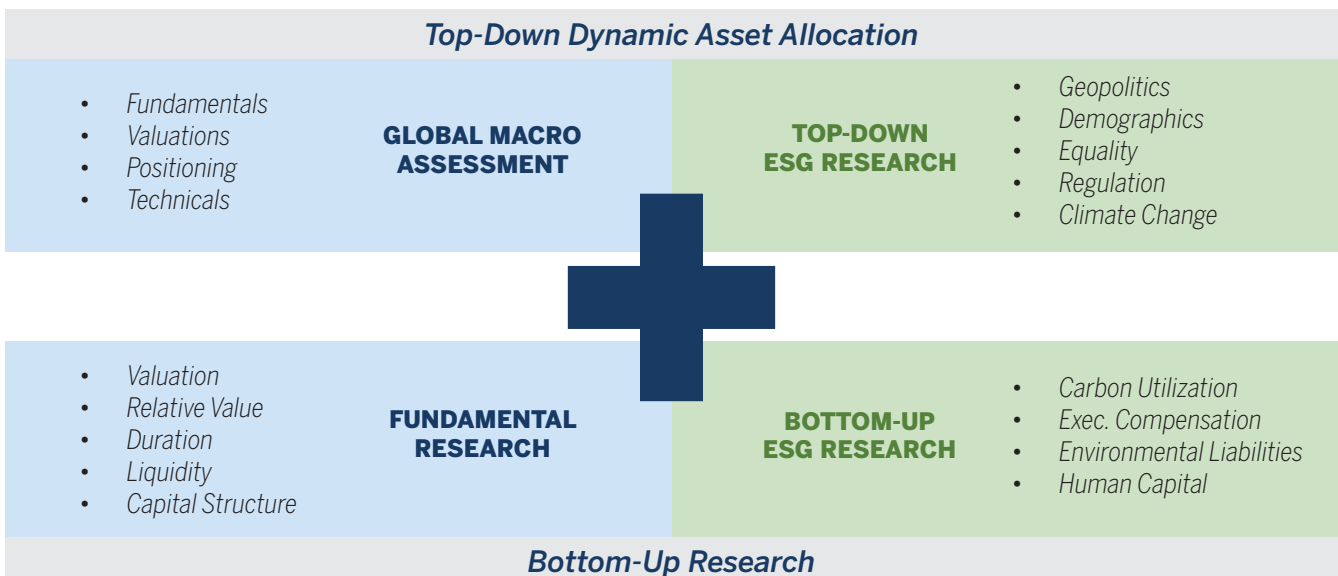 Top-Down Dynamic Asset Allocation
• Fundamentals
• Valuations
• Positioning
• Technicals
GLOBAL MACRO
ASSESSMENT
TOP-DOWN
ESG RESEARCH
• Geopolitics
• Demographics
• Equality
• Regulation
• Climate Change
• Valuation
• Relative Value
• Duration
• Liquidity
• Capital Structure
FUNDAMENTAL
RESEARCH
BOTTOM-UP
ESG RESEARCH
• Carbon Utilization
• Exec. Compensation
• Environmental Liabilities
• Human Capital
Bottom-Up Research